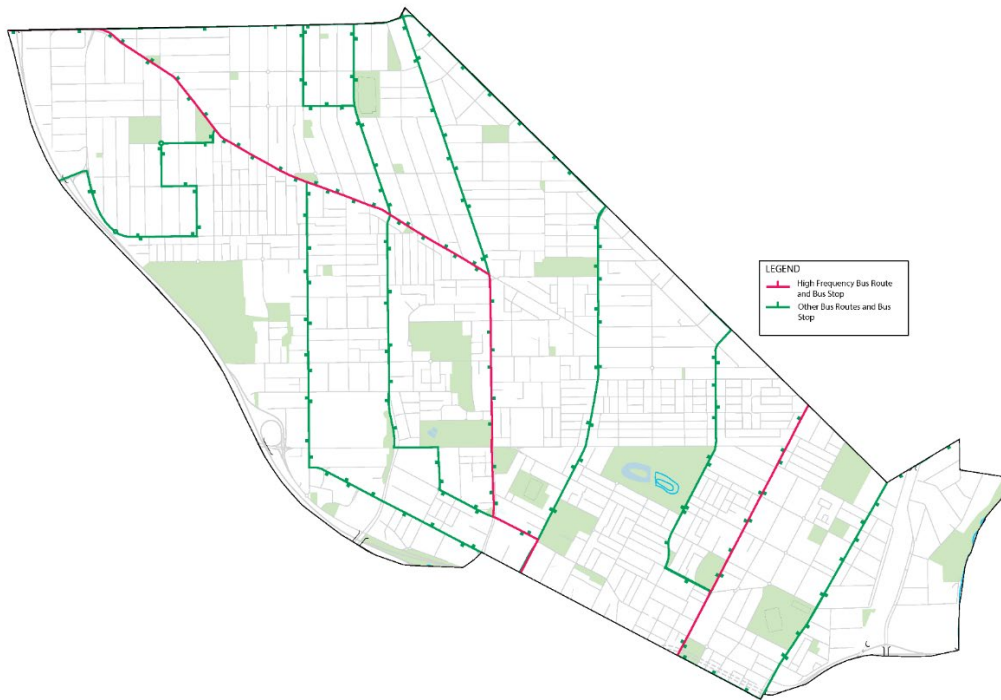 LEGEND
High Frequency Bus Route
and Bus Stop
Other Bus Routes and Bus
Stop